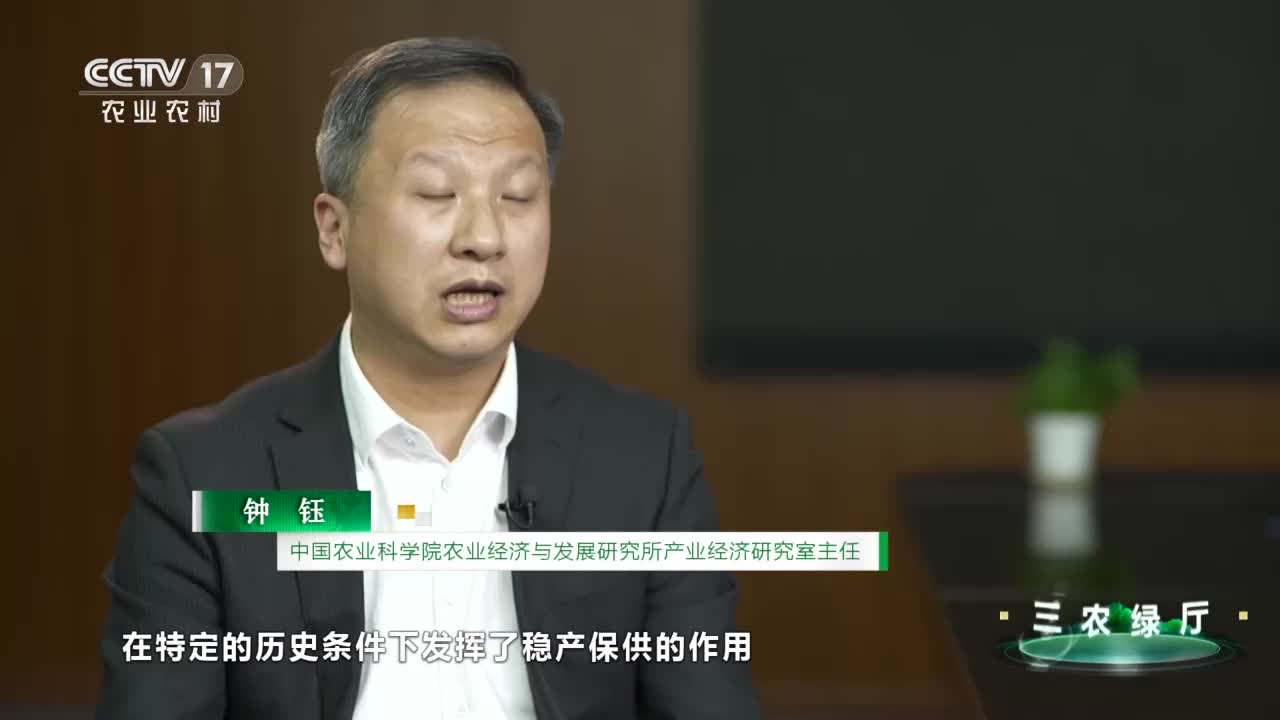 CCTV 17
农业农村
钟 钰
中国农业科学院农业经济与发展研究所产业经济研究室主任
三农绿厅
在特定的历史条件下发挥了稳产保供的作用